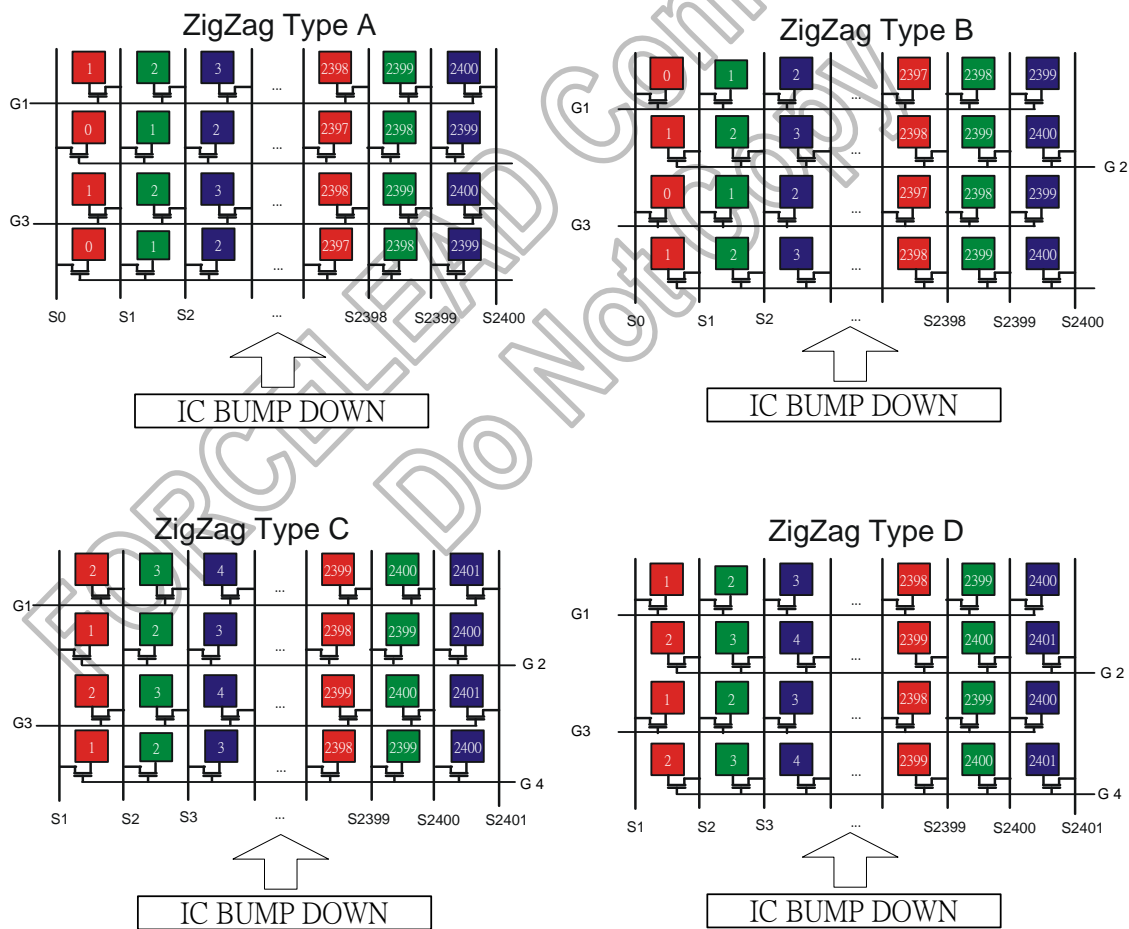 ZigZag Type A
1 2 3 2398 2399 2400
...
G1
0 1 2 2397 2398 2399
...
1 2 3 2398 2399 2400
...
G3
0 1 2 2397 2398 2399
...
S0 S1 S2 ... S2398 S2399 S2400
IC BUMP DOWN
ZigZag Type B
0 1 2 2397 2398 2399
...
G1
1 2 3 2398 2399 2400
...
G 2
0 1 2 2397 2398 2399
...
G3
1 2 3 2398 2399 2400
...
S0 S1 S2 ... S2398 S2399 S2400
IC BUMP DOWN
ZigZag Type C
2 3 4 2399 2400 2401
...
G1
1 2 3 2398 2399 2400
...
G 2
2 3 4 2399 2400 2401
...
G3
1 2 3 2398 2399 2400
...
G 4
S1 S2 S3 ... S2399 S2400 S2401
IC BUMP DOWN
ZigZag Type D
1 2 3 2398 2399 2400
...
G1
2 3 4 2399 2400 2401
...
G 2
1 2 3 2398 2399 2400
...
G3
2 3 4 2399 2400 2401
...
G 4
S1 S2 S3 ... S2399 S2400 S2401
IC BUMP DOWN
FORCELEAD
Do Not Copy